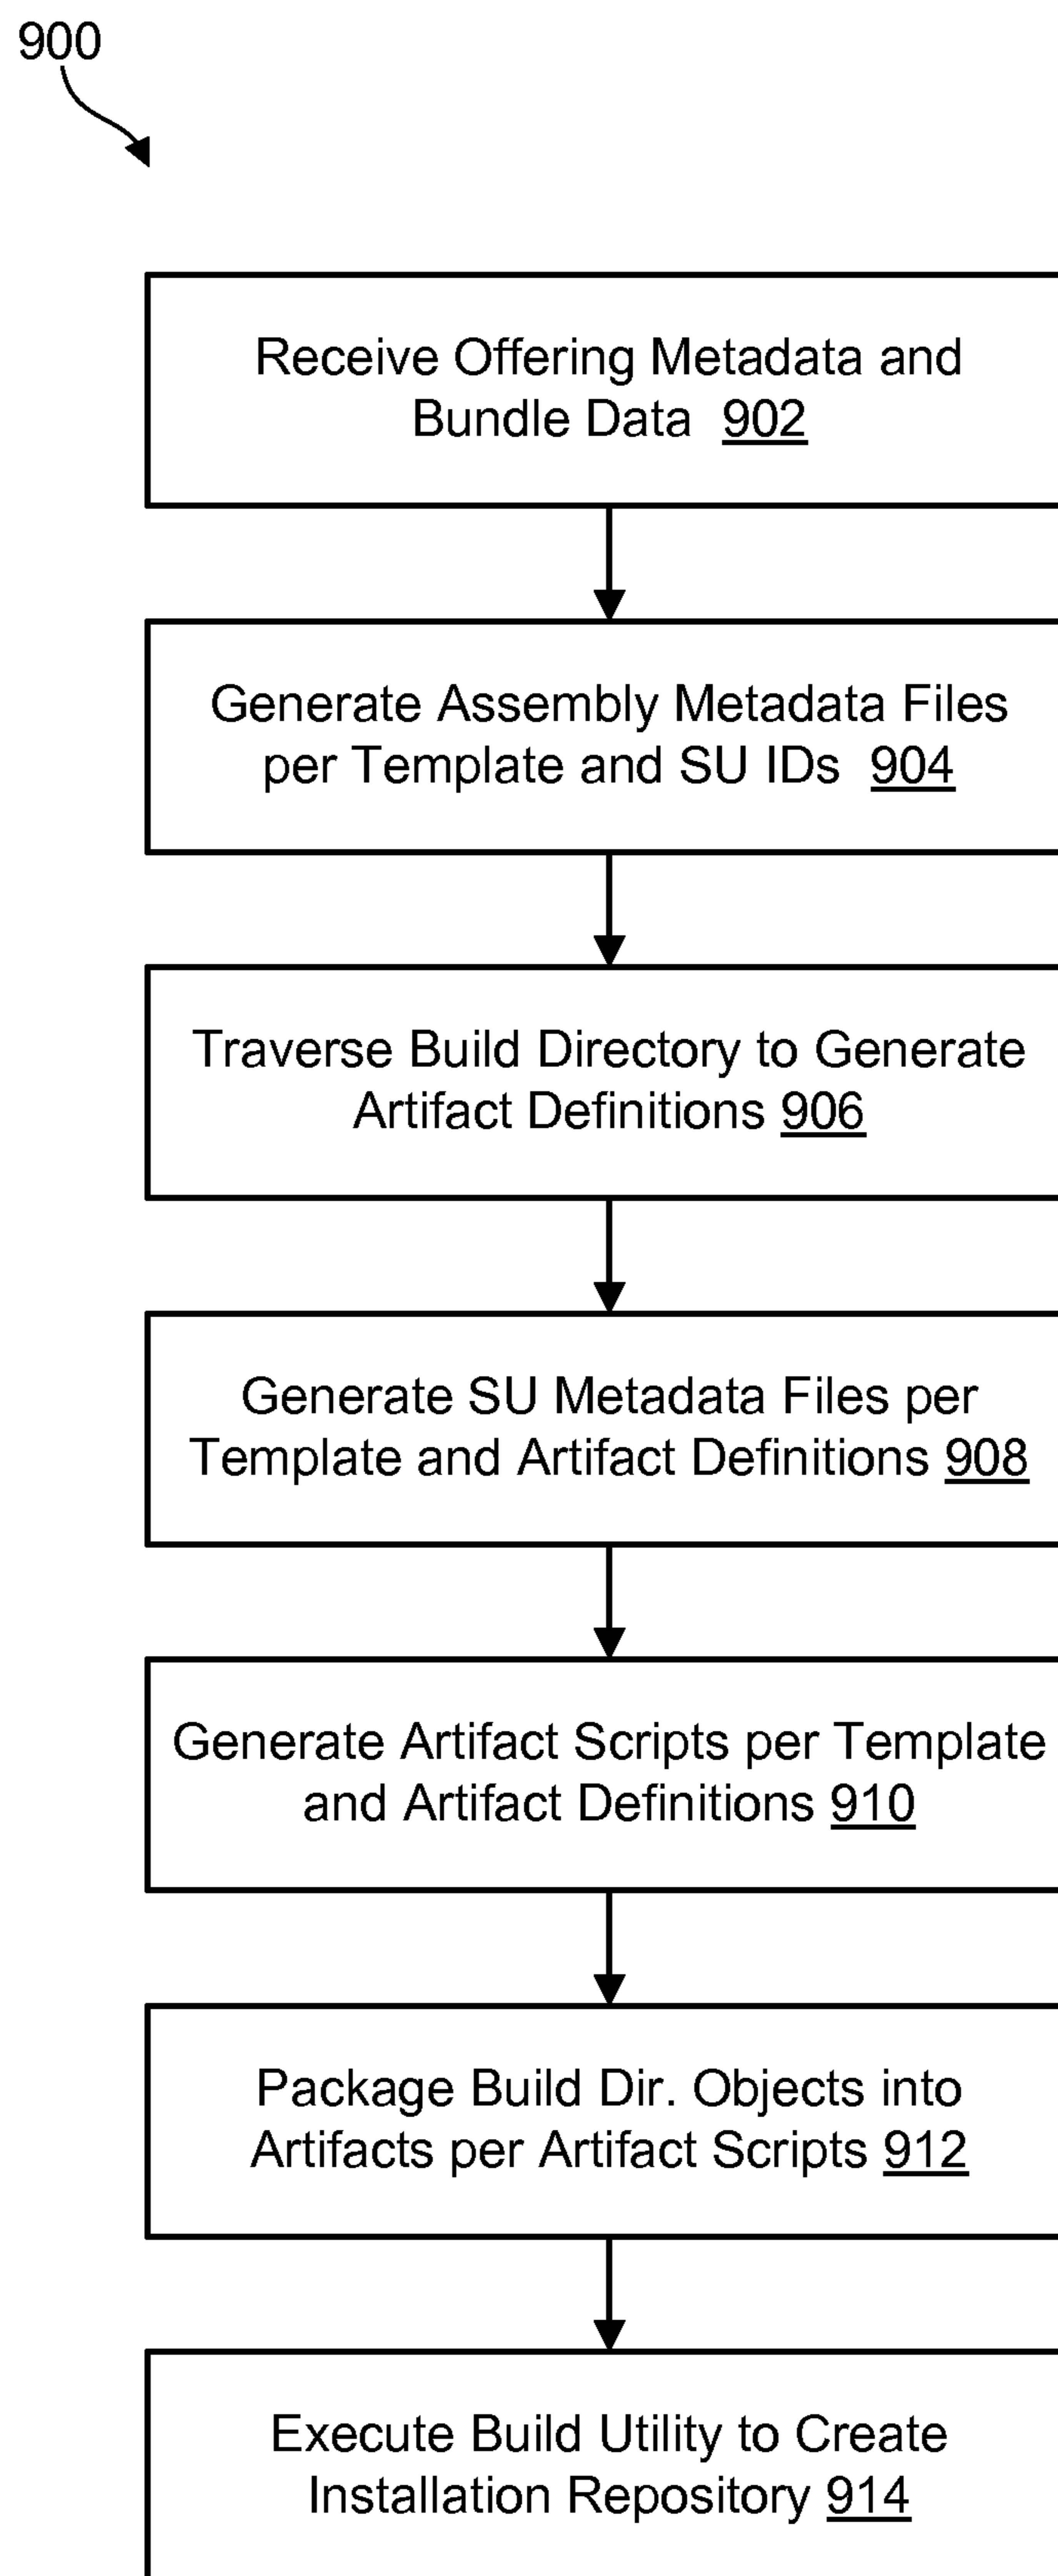 900
Receive Offering Metadata and
Bundle Data 902
Generate Assembly Metadata Files
per Template and SU IDs 904
Traverse Build Directory to Generate
Artifact Definitions 906
Generate SU Metadata Files per
Template and Artifact Definitions 908
Generate Artifact Scripts per Template
and Artifact Definitions 910
Package Build Dir. Objects into
Artifacts per Artifact Scripts 912
Execute Build Utility to Create
Installation Repository 914